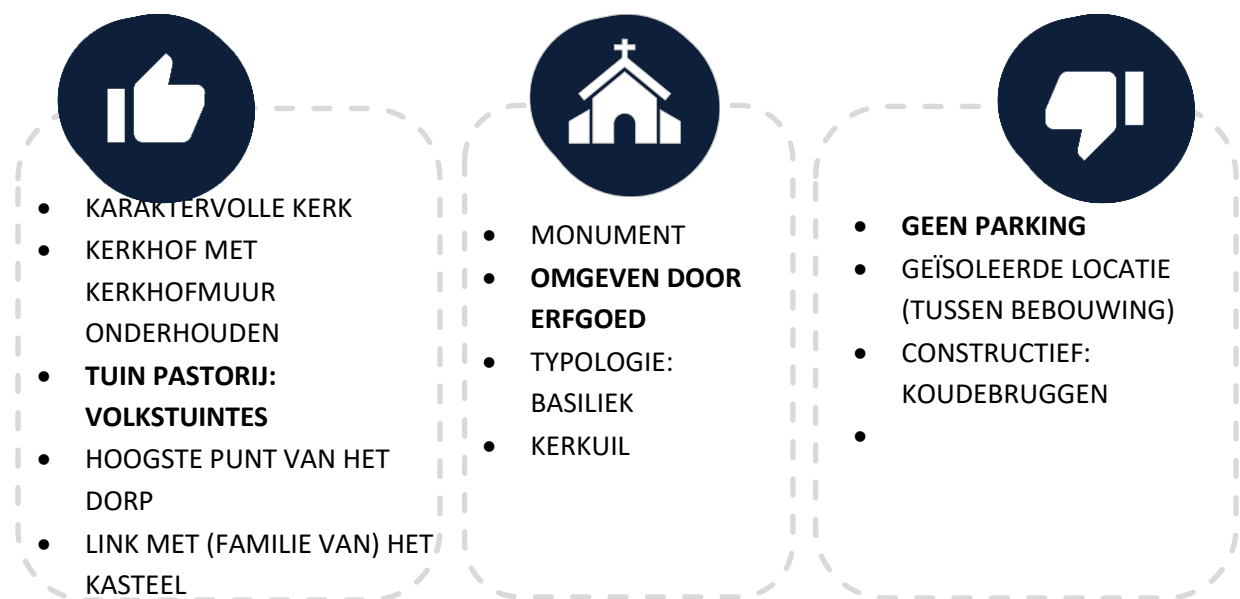 • KARAKTERVOLLE KERK
• KERKHOF MET
KERKHOFMUUR
ONDERHOUDEN
• TUIN PASTORIJ:
VOLKSTUINTES
• HOOGSTE PUNT VAN HET
DORP
• LINK MET (FAMILIE VAN) HET
KASTEEL
• MONUMENT
• OMGEVEN DOOR
ERFGOED
• TYPOLOGIE:
BASILIEK
• KERKUIL
• GEEN PARKING
• GEÏSOLEERDE LOCATIE
(TUSSEN BEBOUWING)
• CONSTRUCTIEF:
KOUDEBRUGGEN
•